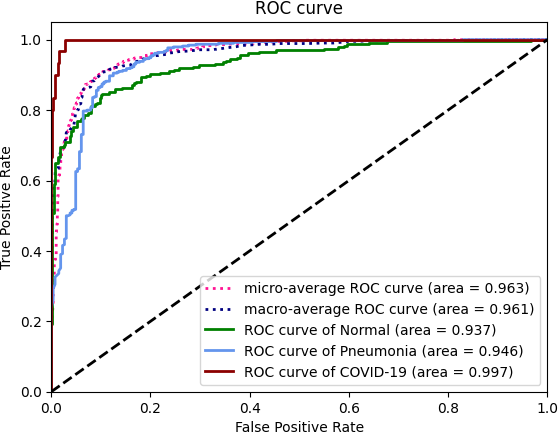 ROC curve
1.0
0.8
0.6
0.4
0.2
0.0
True Positive Rate
micro-average ROC curve (area = 0.963)
macro-average ROC curve (area = 0.961)
ROC curve of Normal (area = 0.937)
ROC curve of Pneumonia (area = 0.946)
ROC curve of COVID-19 (area = 0.997)
0.0 0.2 0.4 0.6 0.8 1.0
False Positive Rate